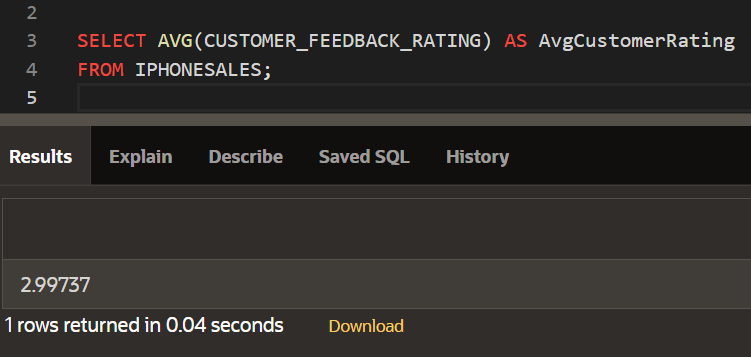 2
3 SELECT AVG(CUSTOMER_FEEDBACK_RATING) AS AvgCustomerRating
4 FROM IPHONESALES;
5
Results Explain Describe Saved SQL History
2.99737
1 rows returned in 0.04 seconds Download